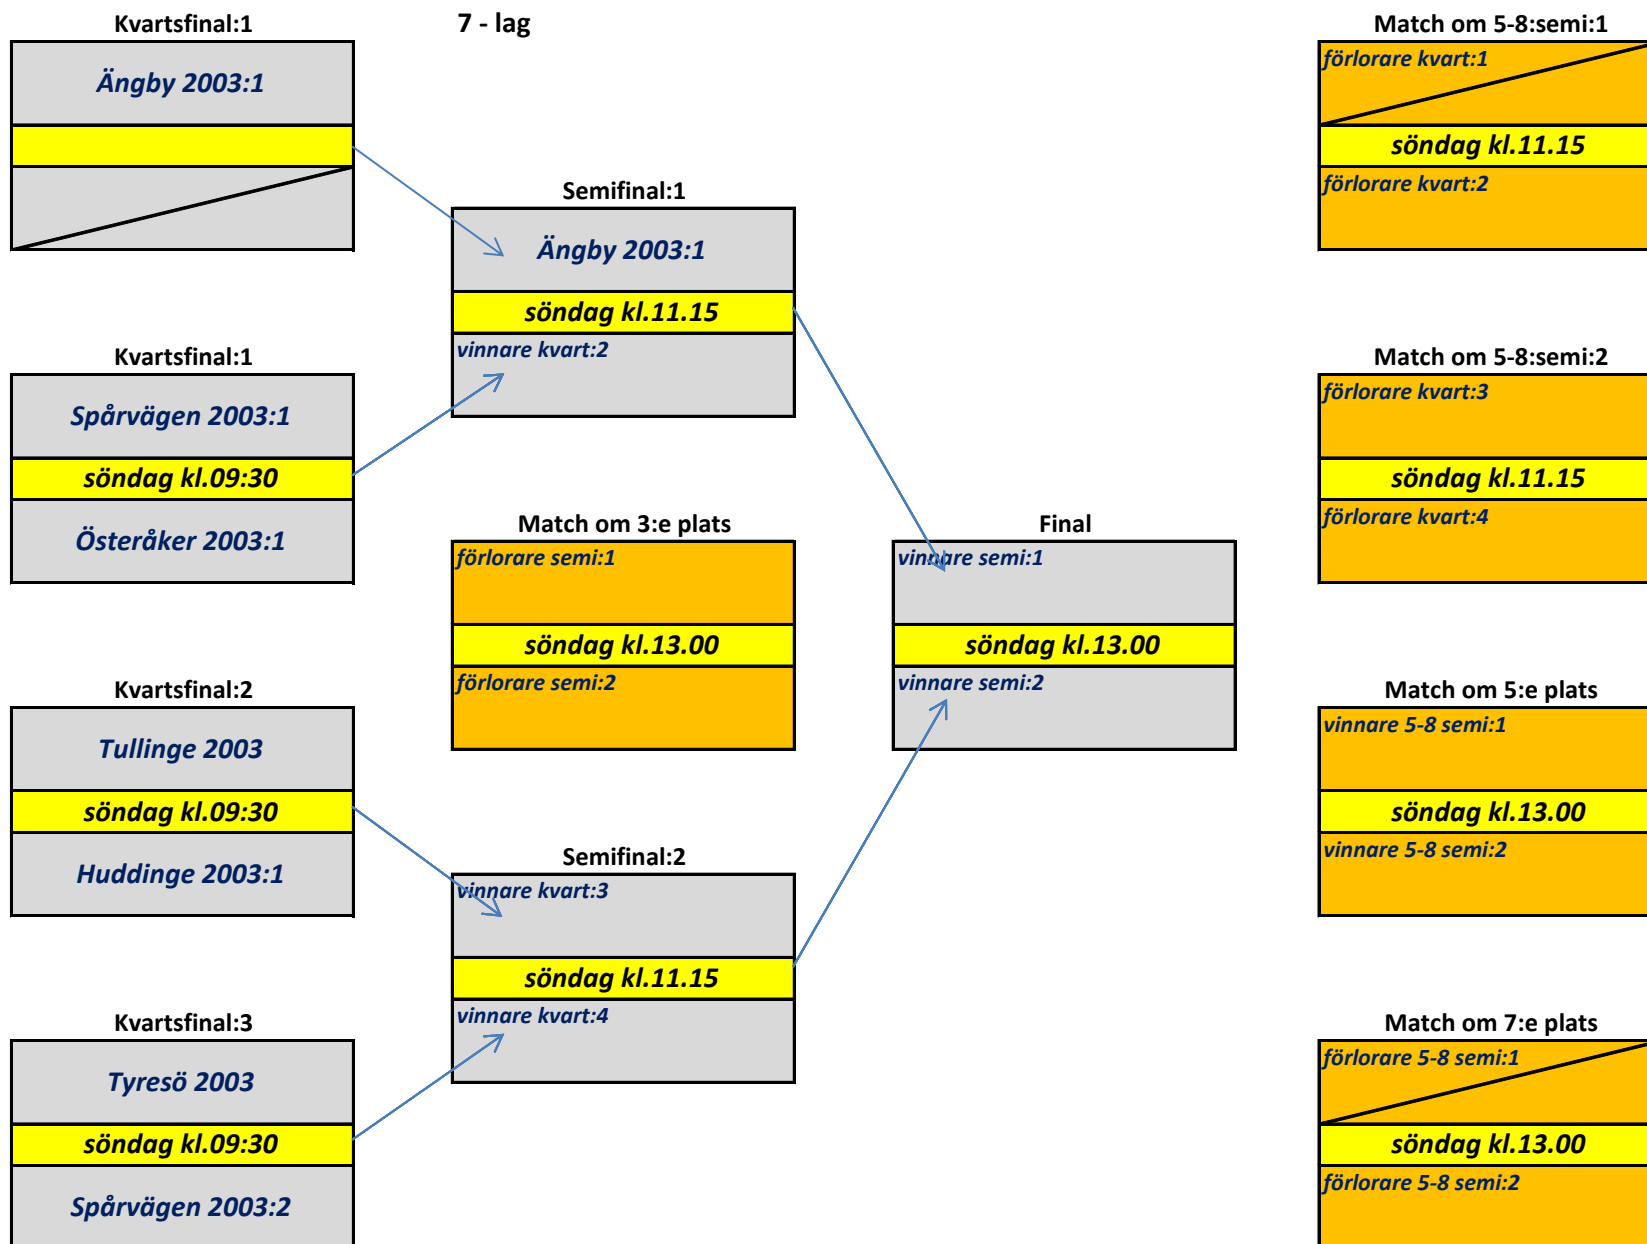 Kvartsfinal:1
Ängby 2003:1
Kvartsfinal:1
Spårvägen 2003:1
söndag kl.09:30
Österåker 2003:1
Kvartsfinal:2
Tullinge 2003
söndag kl.09:30
Huddinge 2003:1
Kvartsfinal:3
Tyresö 2003
söndag kl.09:30
Spårvägen 2003:2
7 - lag
Semifinal:1
Ängby 2003:1
söndag kl.11.15
vinnare kvart:2
Match om 3:e plats
förlorare semi:1
söndag kl.13.00
förlorare semi:2
Semifinal:2
vinnare kvart:3
söndag kl.11.15
vinnare kvart:4
Final
vinnare semi:1
söndag kl.13.00
vinnare semi:2
Match om 5-8:semi:1
förlorare kvart:1
söndag kl.11.15
förlorare kvart:2
Match om 5-8:semi:2
förlorare kvart:3
söndag kl.11.15
förlorare kvart:4
Match om 5:e plats
vinnare 5-8 semi:1
söndag kl.13.00
vinnare 5-8 semi:2
Match om 7:e plats
förlorare 5-8 semi:1
söndag kl.13.00
förlorare 5-8 semi:2